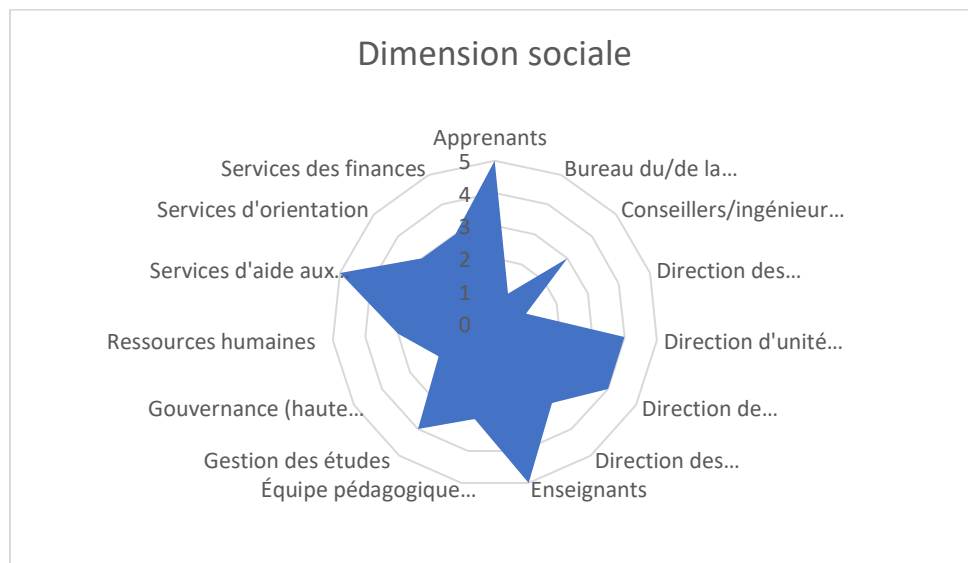 Dimension sociale
Apprenants
Bureau du/de la...
Conseillers/ingénieur...
Direction des...
Direction d'unité...
Direction de...
Direction des...
Enseignants
Équipe pédagogique...
Gestion des études
Gouvernance (haute...
Ressources humaines
Services d'aide aux...
Services d'orientation
Services des finances
5
4
3
2
1
0